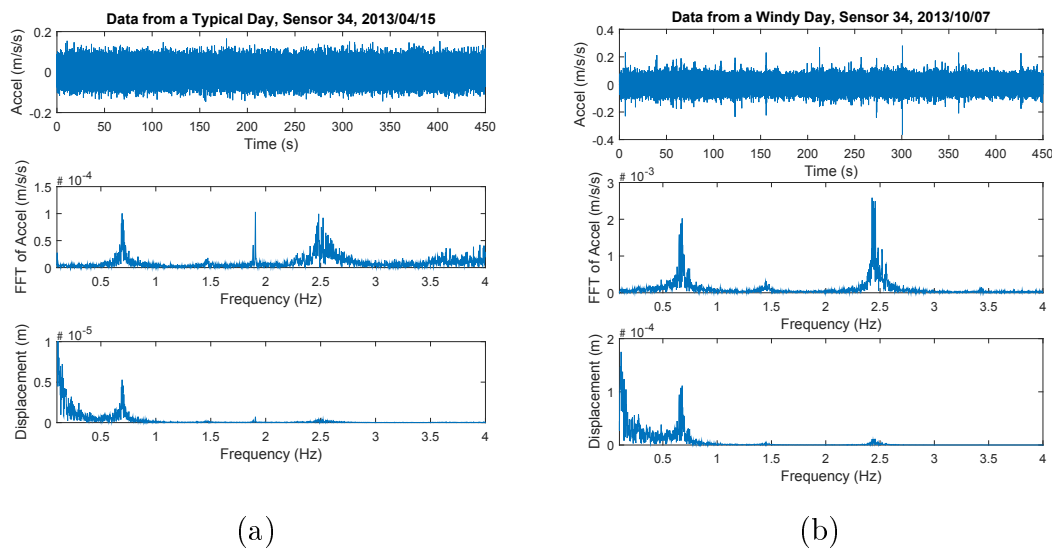 Data from a Typical Day, Sensor 34, 2013/04/15
0.2
0
-0.2
Accel (m/s/s)
0 50 100 150 200 250 300 350 400 450
Time (s)
# 10-4
1.5
1
0.5
0
FFT of Accel (m/s/s)
0.5 1 1.5 2 2.5 3 3.5 4
Frequency (Hz)
# 10-5
1
0.5
0
Displacement (m)
0.5 1 1.5 2 2.5 3 3.5 4
Frequency (Hz)
(a)
Data from a Windy Day, Sensor 34, 2013/10/07
0.4
0.2
0
-0.2
-0.4
Accel (m/s/s)
0 50 100 150 200 250 300 350 400 450
Time (s)
# 10-3
3
2
1
0
FFT of Accel (m/s/s)
0.5 1 1.5 2 2.5 3 3.5 4
Frequency (Hz)
# 10-4
2
1
0
Displacement (m)
0.5 1 1.5 2 2.5 3 3.5 4
Frequency (Hz)
(b)